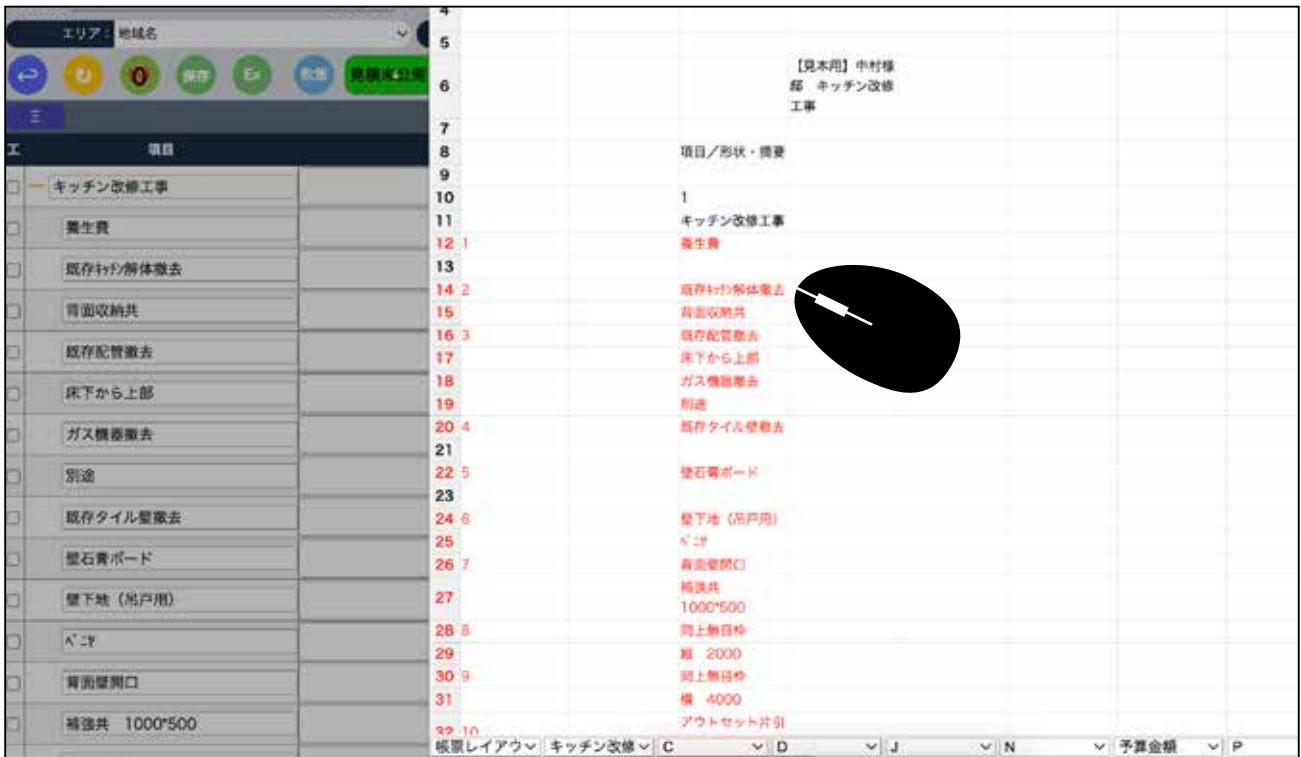 エリア：地域名
保存
Ex
数量
見積未公開
三
工
項目
キッチン改修工事
養生費
既存ｷｯﾁﾝ解体撤去
背面収納共
既存配管撤去
床下から上部
ガス機器撤去
別途
既存タイル壁撤去
壁石膏ボード
壁下地（吊戸用）
ﾍﾞﾆﾔ
背面壁開口
補強共　1000*500
4
5
6
【見本用】中村様
邸　キッチン改修
工事
7
8 項目／形状・摘要
9
10 1
11 キッチン改修工事
12 1 養生費
13
14 2 既存ｷｯﾁﾝ解体撤去
15 背面収納共
16 3 既存配管撤去
17 床下から上部
18 ガス機器撤去
19 別途
20 4 既存タイル壁撤去
21
22 5 壁石膏ボード
23
24 6 壁下地（吊戸用）
25 ﾍﾞﾆﾔ
26 7 背面壁開口
27 補強共
1000*500
28 8 同上無目枠
29 縦　2000
30 9 同上無目枠
31 横　4000
32 10 アウトセット片引
帳票レイアウ キッチン改修 C D J N 予算金額 P